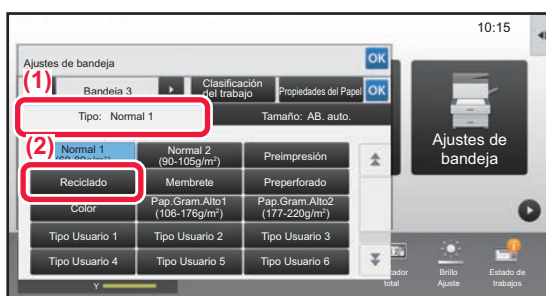 10:15
Ajustes de bandeja
OK
(1)
Bandeja 3
Clasificación
del trabajo
Propiedades del Papel
OK
Tipo: Normal 1
Tamaño: AB. auto.
(2)
Normal 1
(60-89g/m²)
Normal 2
(90-105g/m²)
Preimpresión
Reciclado
Membrete
Preperforado
Color
Pap.Gram.Alto1
(106-176g/m²)
Pap.Gram.Alto2
(177-220g/m²)
Tipo Usuario 1
Tipo Usuario 2
Tipo Usuario 3
Tipo Usuario 4
Tipo Usuario 5
Tipo Usuario 6
Ajustes de
bandeja
total
Brillo
Ajuste
Estado de
trabajos
Y